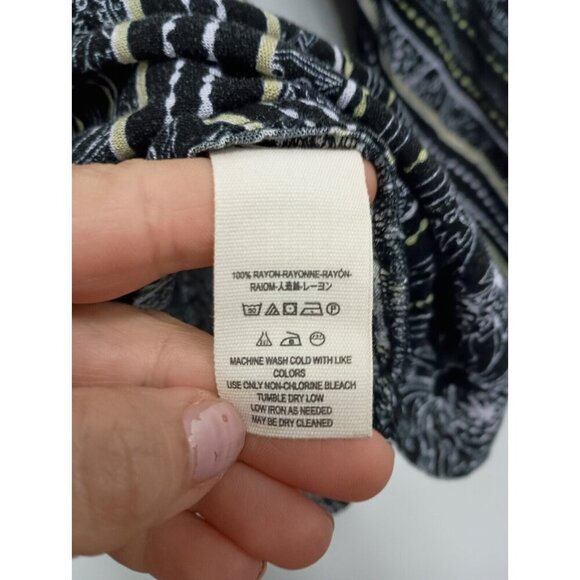 100% RAYON-RAYONNE-RAYÓN-
RAIOM-人造絲-レーヨン
30 P
MACHINE WASH COLD WITH LIKE
COLORS
USE ONLY NON-CHLORINE BLEACH
TUMBLE DRY LOW
LOW IRON AS NEEDED
MAY BE DRY CLEANED